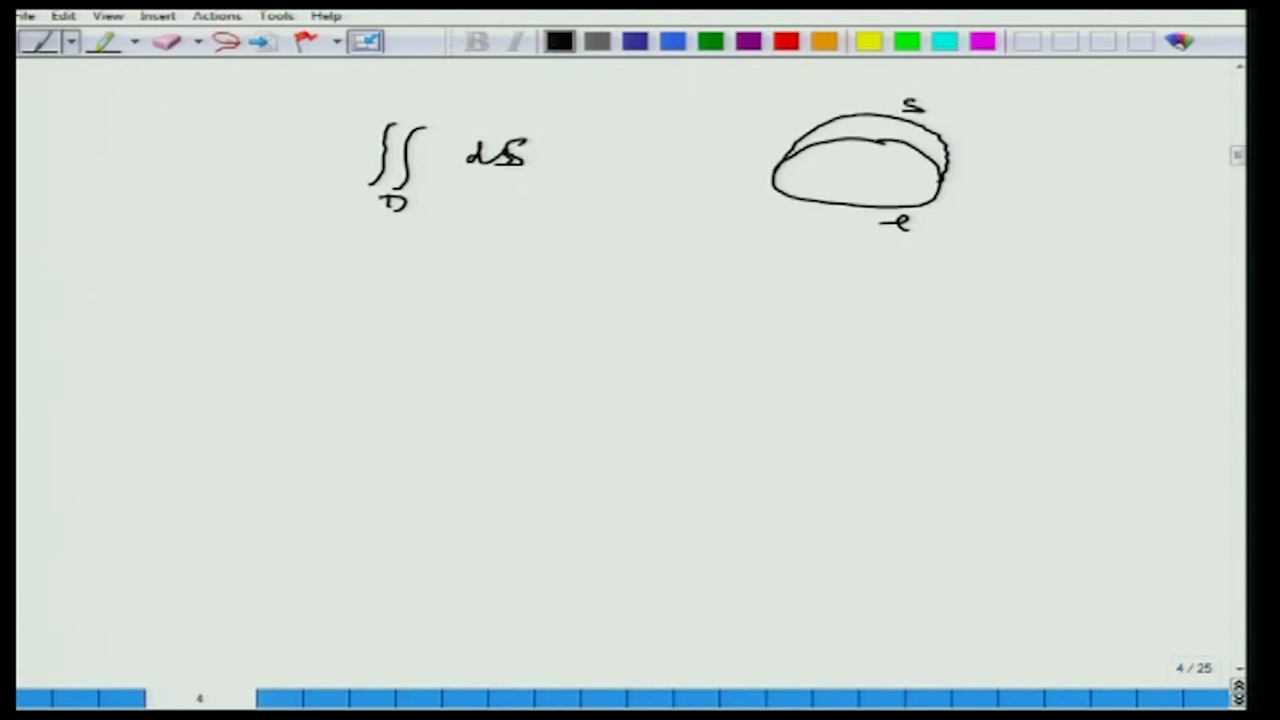 File Edit View Insert Actions Tools Help
B I
∬ dS
D
S
e
4 / 25
4